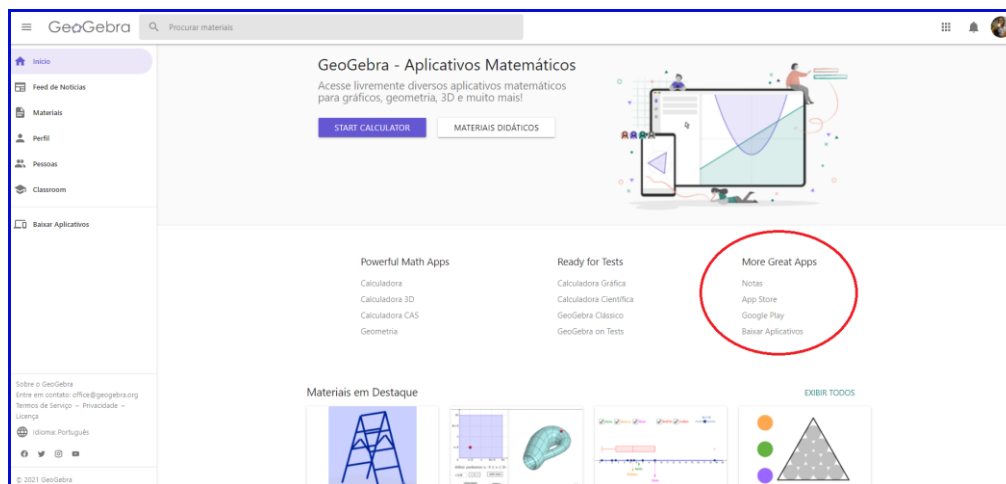 GeoGebra
Procurar materiais
Início
Feed de Notícias
Materiais
Perfil
Pessoas
Classroom
Baixar Aplicativos
GeoGebra - Aplicativos Matemáticos
Acesse livremente diversos aplicativos matemáticos
para gráficos, geometria, 3D e muito mais!
START CALCULATOR
MATERIAIS DIDÁTICOS
Powerful Math Apps
Calculadora
Calculadora 3D
Calculadora CAS
Geometria
Ready for Tests
Calculadora Gráfica
Calculadora Científica
GeoGebra Clássico
GeoGebra on Tests
More Great Apps
Notas
App Store
Google Play
Baixar Aplicativos
Materiais em Destaque
EXIBIR TODOS
Sobre o GeoGebra
Entre em contato: office@geogebra.org
Termos de Serviço – Privacidade –
Licença
Idioma: Português
© 2021 GeoGebra